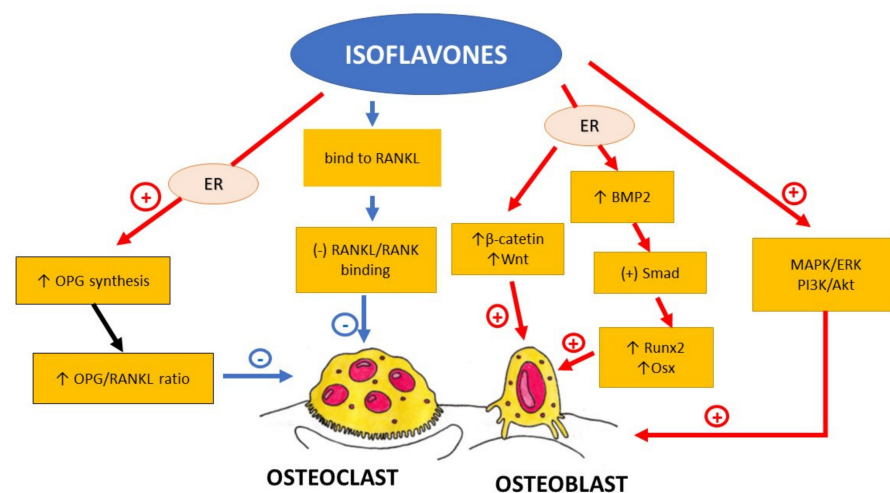 ISOFLAVONES
ER
ER
bind to RANKL
↑ BMP2
+
+
(-) RANKL/RANK
binding
↑β-catetin
↑Wnt
↑ OPG synthesis
(+) Smad
MAPK/ERK
PI3K/Akt
-
+
+
↑ Runx2
↑Osx
-
↑ OPG/RANKL ratio
+
OSTEOCLAST
OSTEOBLAST